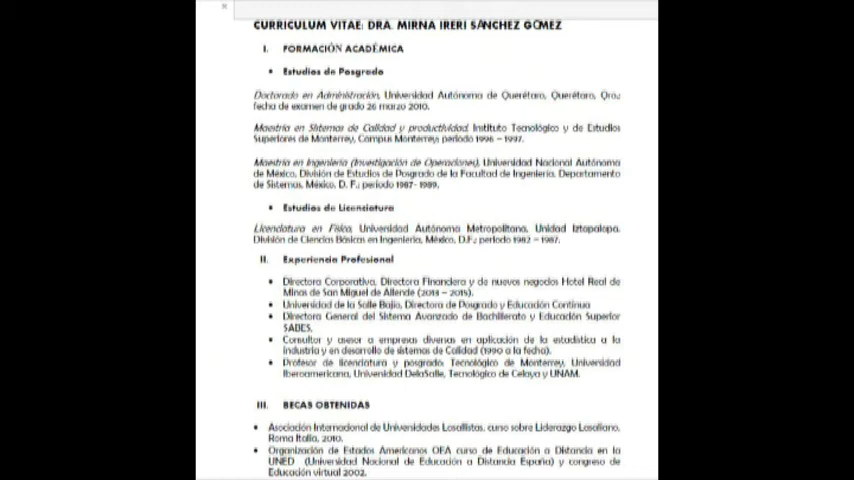 CURRICULUM VITAE: DRA. MIRNA IRERI SÁNCHEZ GÓMEZ
I. FORMACIÓN ACADÉMICA
• Estudios de Posgrado
Doctorado en Administración, Universidad Autónoma de Querétaro, Querétaro, Qro.;
fecha de examen de grado 26 marzo 2010.
Maestría en Sistemas de Calidad y productividad, Instituto Tecnológico y de Estudios
Superiores de Monterrey, Campus Monterrey; periodo 1996 – 1997.
Maestría en Ingeniería (Investigación de Operaciones), Universidad Nacional Autónoma
de México, División de Estudios de Posgrado de la Facultad de Ingeniería, Departamento
de Sistemas, México, D. F.; periodo 1987- 1989.
• Estudios de Licenciatura
Licenciatura en Física, Universidad Autónoma Metropolitana, Unidad Iztapalapa,
División de Ciencias Básicas en Ingeniería, México, D.F.; periodo 1982 – 1987.
II. Experiencia Profesional
• Directora Corporativa, Directora Financiera y de nuevos negocios Hotel Real de
Minas de San Miguel de Allende (2013 – 2015).
• Universidad de la Salle Bajío, Directora de Posgrado y Educación Continua
• Directora General del Sistema Avanzado de Bachillerato y Educación Superior
SABES.
• Consultor y asesor a empresas diversas en aplicación de la estadística a la
industria y en desarrollo de sistemas de Calidad (1990 a la fecha).
• Profesor de licenciatura y posgrado: Tecnológico de Monterrey, Universidad
Iberoamericana, Universidad DelaSalle, Tecnológico de Celaya y UNAM.
III. BECAS OBTENIDAS
• Asociación Internacional de Universidades Lasallistas, curso sobre Liderazgo Lasaliano,
Roma Italia, 2010.
• Organización de Estados Americanos OEA curso de Educación a Distancia en la
UNED (Universidad Nacional de Educación a Distancia España) y congreso de
Educación virtual 2002.